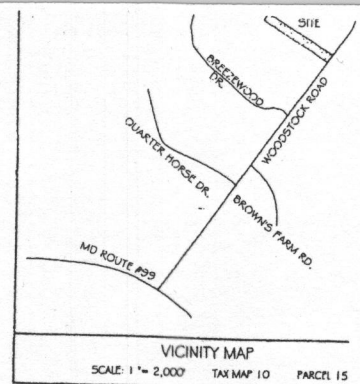 SITE
BREEZEWOOD
DR.
WOODSTOCK ROAD
QUARTER HORSE DR.
BROWN'S FARM RD.
MD ROUTE #99
VICINITY MAP
SCALE: 1"= 2,000' TAX MAP 10 PARCEL 15